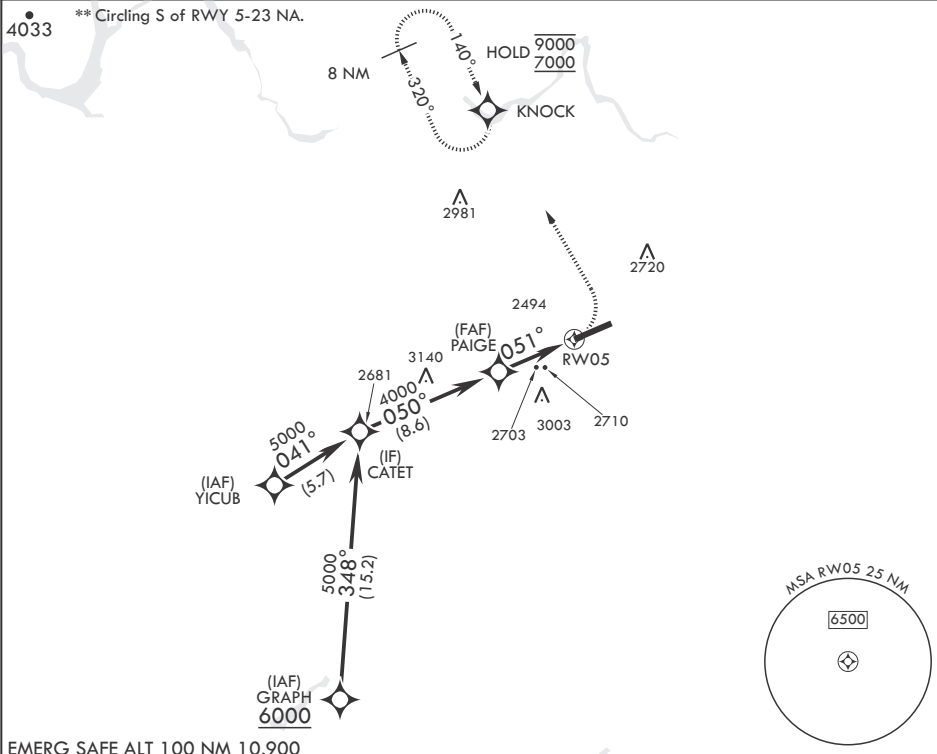 4033
** Circling S of RWY 5-23 NA.
HOLD 9000
7000
140°
320°
8 NM
KNOCK
2981
2720
2494
(FAF)
PAIGE
051°
RW05
3140
2681
4000
050°
(8.6)
2703
3003
2710
5000
041°
(5.7)
(IF)
CATET
(IAF)
YICUB
5000
348°
(15.2)
MSA RW05 25 NM
6500
(IAF)
GRAPH
6000
EMERG SAFE ALT 100 NM 10,900